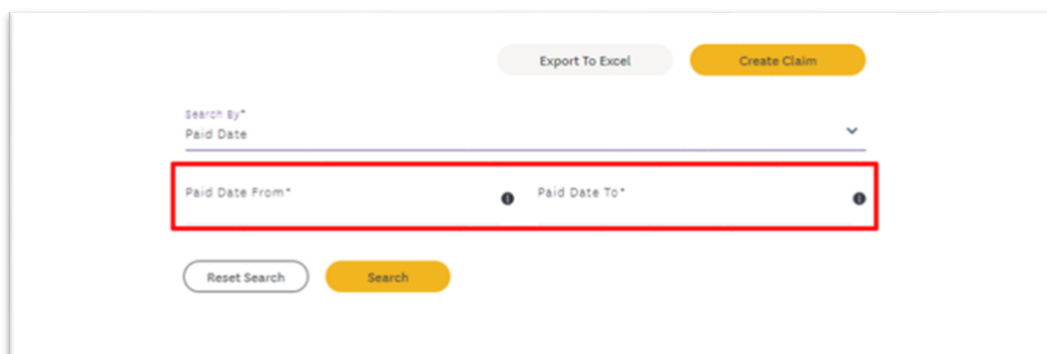 Export To Excel Create Claim
Search By*
Paid Date
Paid Date From* Paid Date To*
Reset Search Search